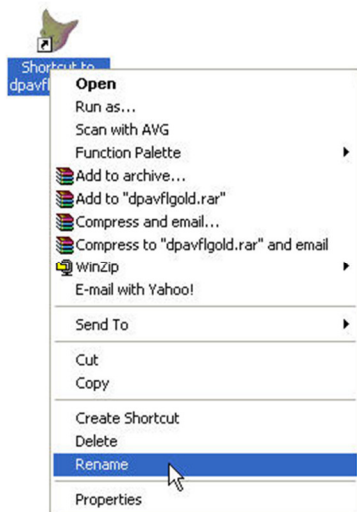 Shortcut to
dpavfl
Open
Run as...
Scan with AVG
Function Palette
Add to archive...
Add to "dpavflgold.rar"
Compress and email...
Compress to "dpavflgold.rar" and email
WinZip
E-mail with Yahoo!
Send To
Cut
Copy
Create Shortcut
Delete
Rename
Properties